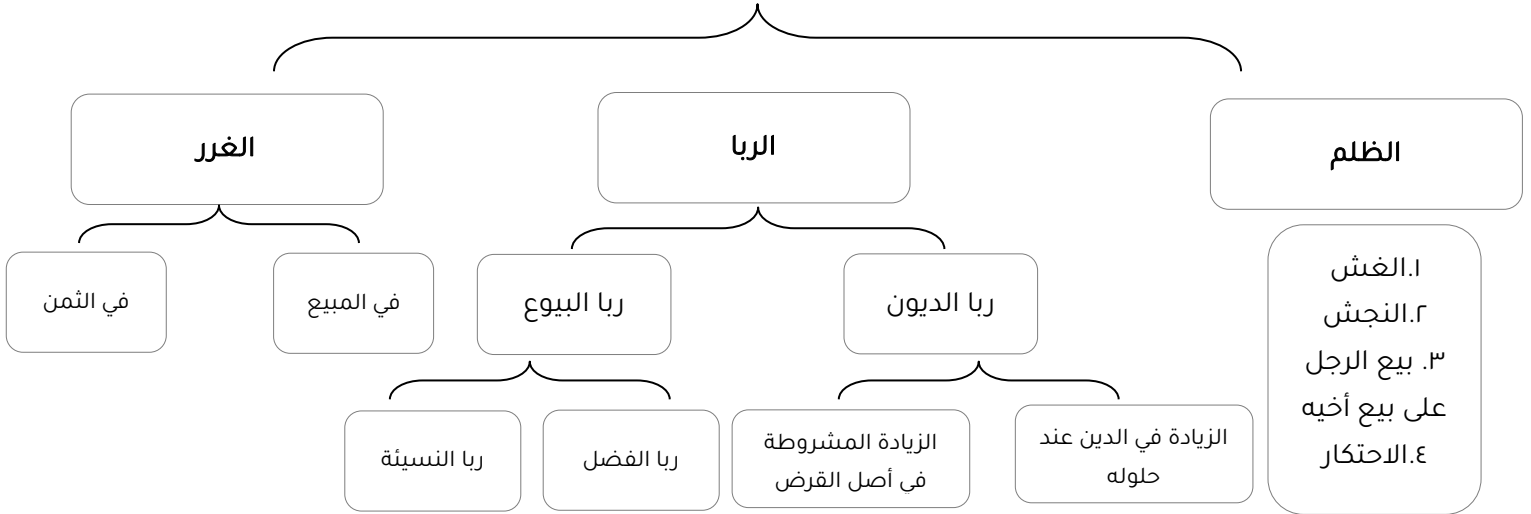 الظلم
١.الغش
٢.النجش
٣. بيع الرجل
على بيع أخيه
٤.الاحتكار
الربا
ربا الديون
الزيادة في الدين عند
حلوله
الزيادة المشروطة
في أصل القرض
ربا البيوع
ربا الفضل
ربا النسيئة
الغرر
في المبيع
في الثمن